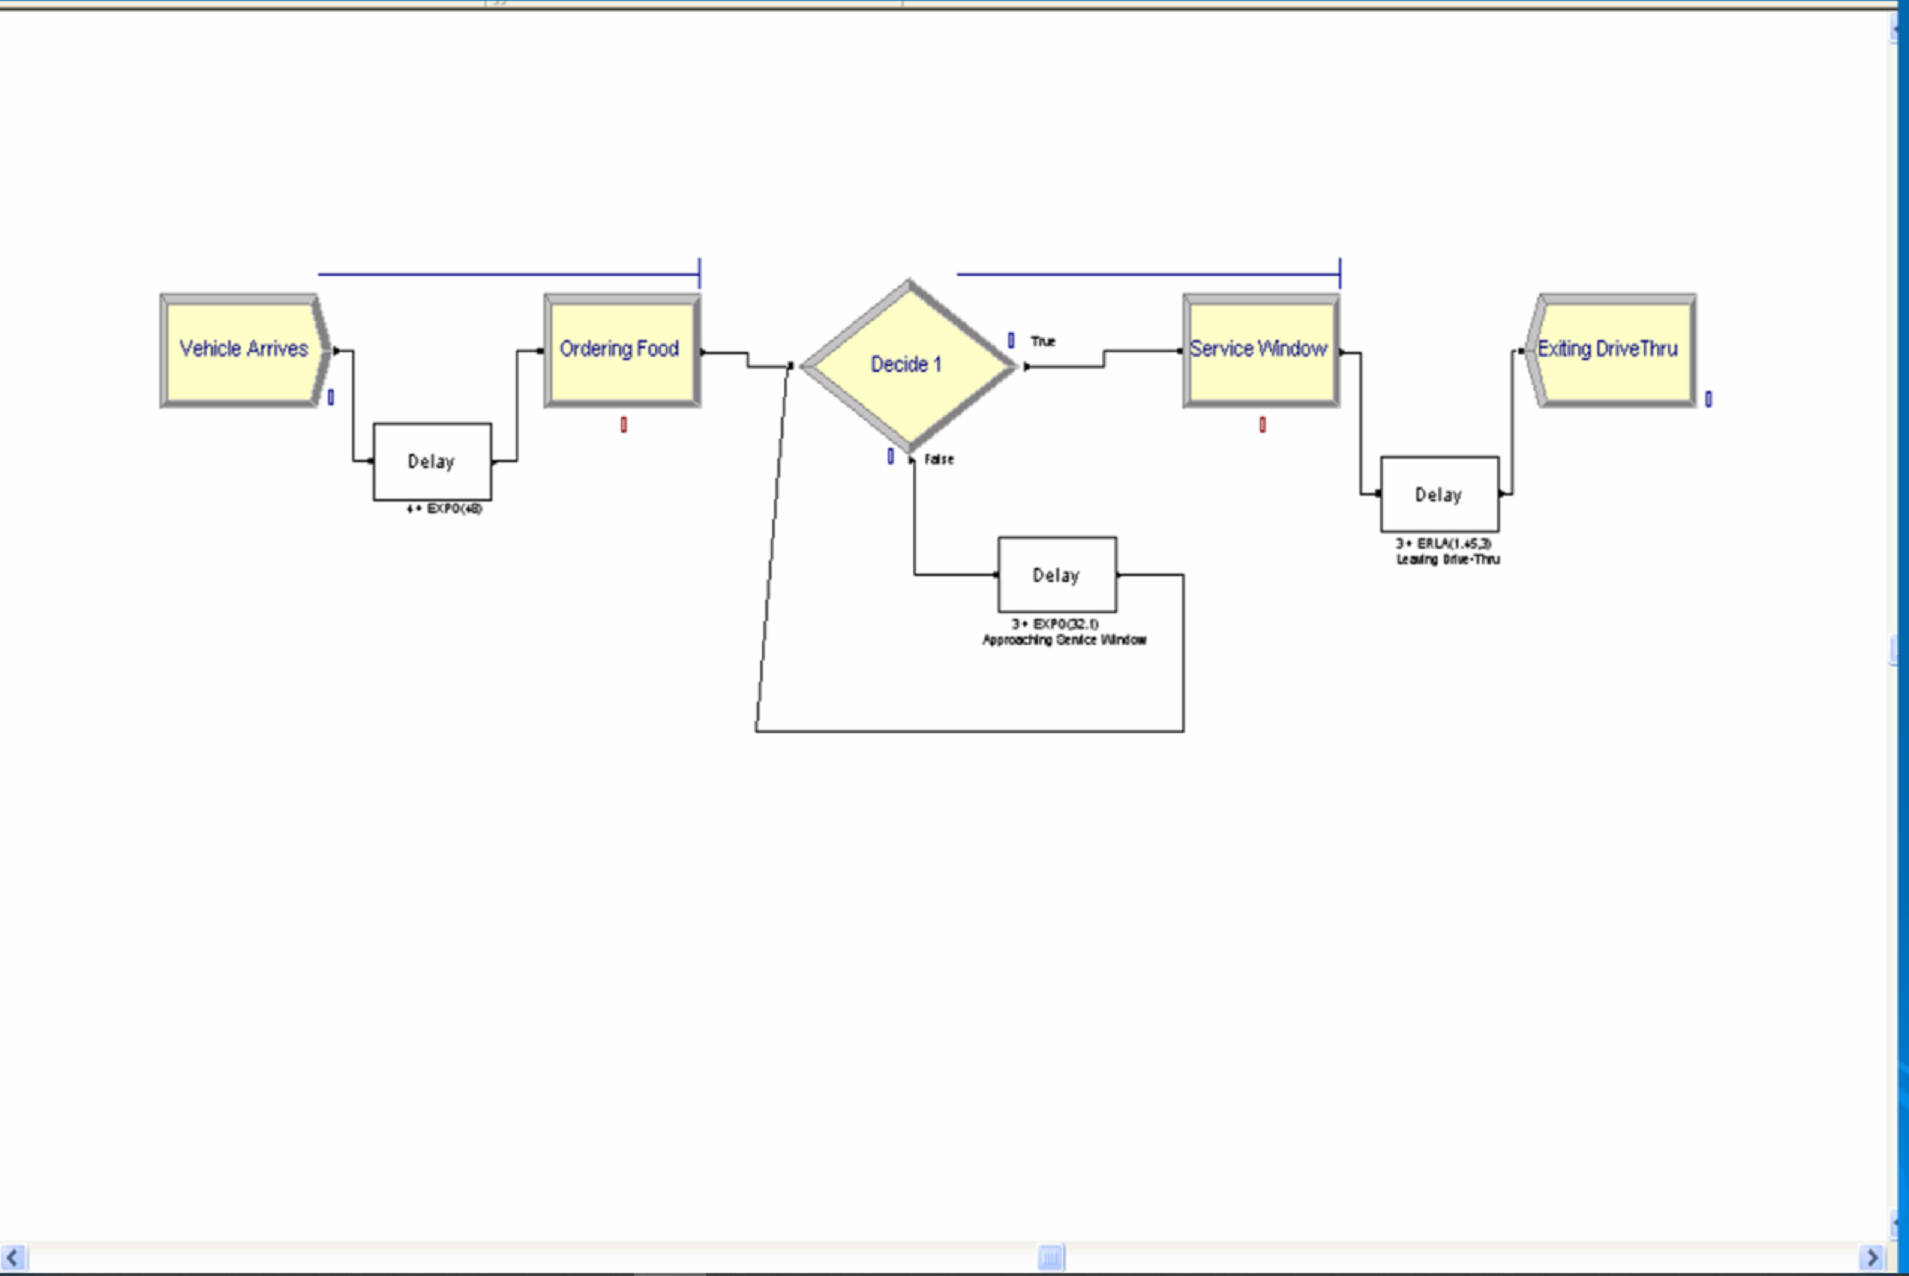 Vehicle Arrives
Ordering Food
Decide 1
True
False
Service Window
Exiting DriveThru
Delay
4 + EXPO(48)
Delay
3 + EXPO(32.1)
Approaching Service Window
Delay
3 + ERLA(1.45,3)
Leaving Drive-Thru